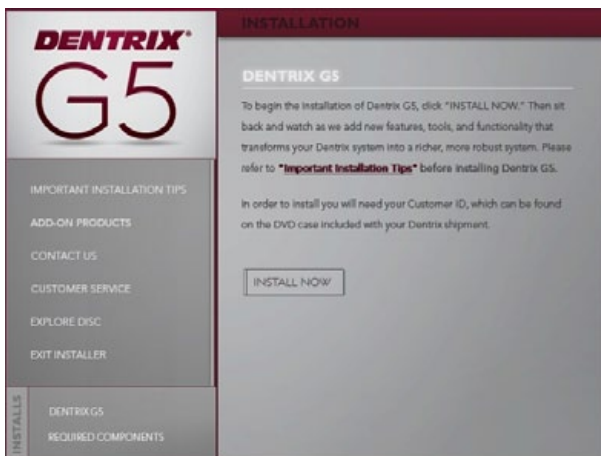 DENTRIX®
G5
IMPORTANT INSTALLATION TIPS
ADD-ON PRODUCTS
CONTACT US
CUSTOMER SERVICE
EXPLORE DISC
EXIT INSTALLER
INSTALLS
DENTRIX G5
REQUIRED COMPONENTS
INSTALLATION
DENTRIX G5
To begin the installation of Dentrix G5, click "INSTALL NOW." Then sit
back and watch as we add new features, tools, and functionality that
transforms your Dentrix system into a richer, more robust system. Please
refer to "Important Installation Tips" before installing Dentrix G5.
In order to install you will need your Customer ID, which can be found
on the DVD case included with your Dentrix shipment.
INSTALL NOW